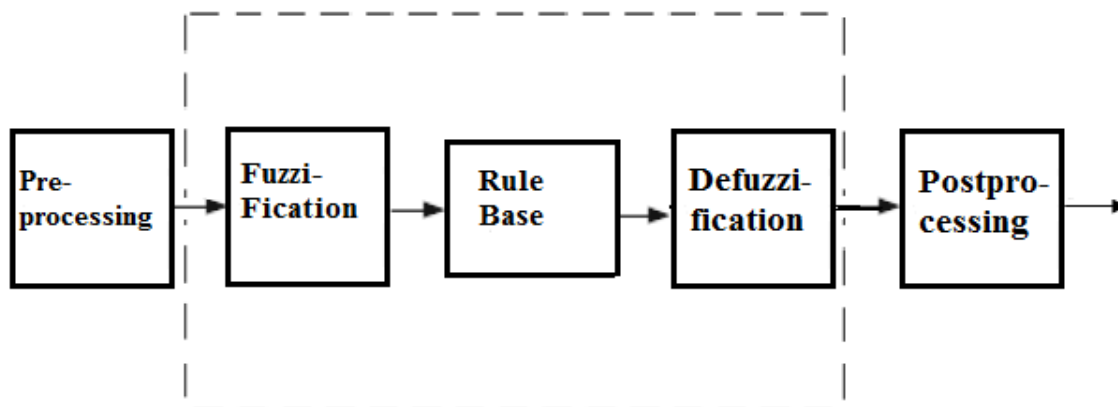 Pre-
processing
Fuzzi-
Fication
Rule
Base
Defuzzi-
fication
Postpro-
cessing